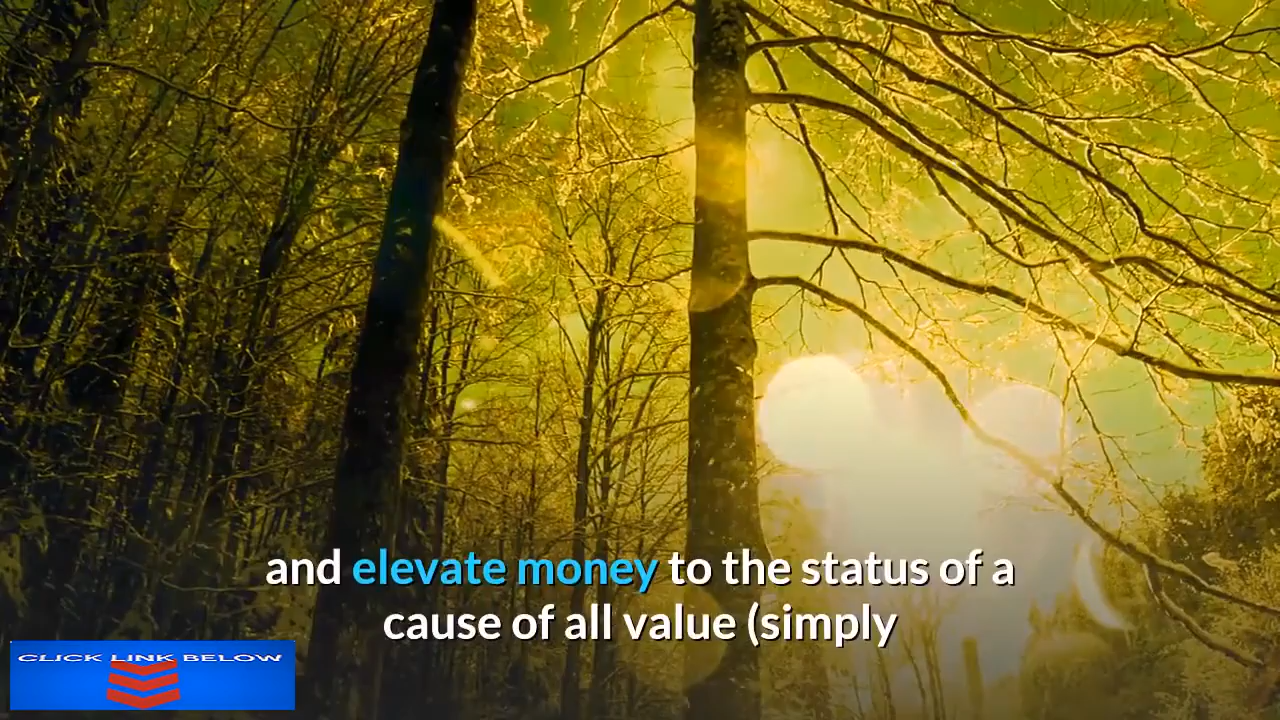 and elevate money to the status of a
cause of all value (simply
CLICK LINK BELOW